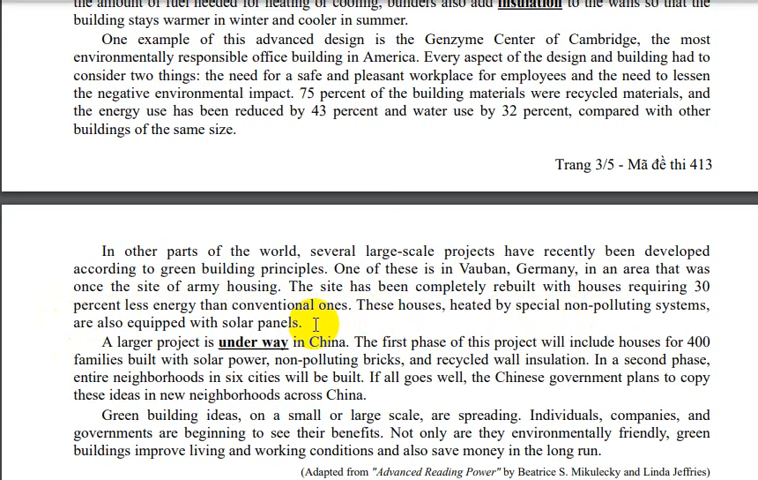 the amount of fuel needed for heating or cooling, builders also add insulation to the walls so that the
building stays warmer in winter and cooler in summer.
One example of this advanced design is the Genzyme Center of Cambridge, the most
environmentally responsible office building in America. Every aspect of the design and building had to
consider two things: the need for a safe and pleasant workplace for employees and the need to lessen
the negative environmental impact. 75 percent of the building materials were recycled materials, and
the energy use has been reduced by 43 percent and water use by 32 percent, compared with other
buildings of the same size.
Trang 3/5 - Mã đề thi 413
In other parts of the world, several large-scale projects have recently been developed
according to green building principles. One of these is in Vauban, Germany, in an area that was
once the site of army housing. The site has been completely rebuilt with houses requiring 30
percent less energy than conventional ones. These houses, heated by special non-polluting systems,
are also equipped with solar panels.
A larger project is under way in China. The first phase of this project will include houses for 400
families built with solar power, non-polluting bricks, and recycled wall insulation. In a second phase,
entire neighborhoods in six cities will be built. If all goes well, the Chinese government plans to copy
these ideas in new neighborhoods across China.
Green building ideas, on a small or large scale, are spreading. Individuals, companies, and
governments are beginning to see their benefits. Not only are they environmentally friendly, green
buildings improve living and working conditions and also save money in the long run.
(Adapted from "Advanced Reading Power" by Beatrice S. Mikulecky and Linda Jeffries)